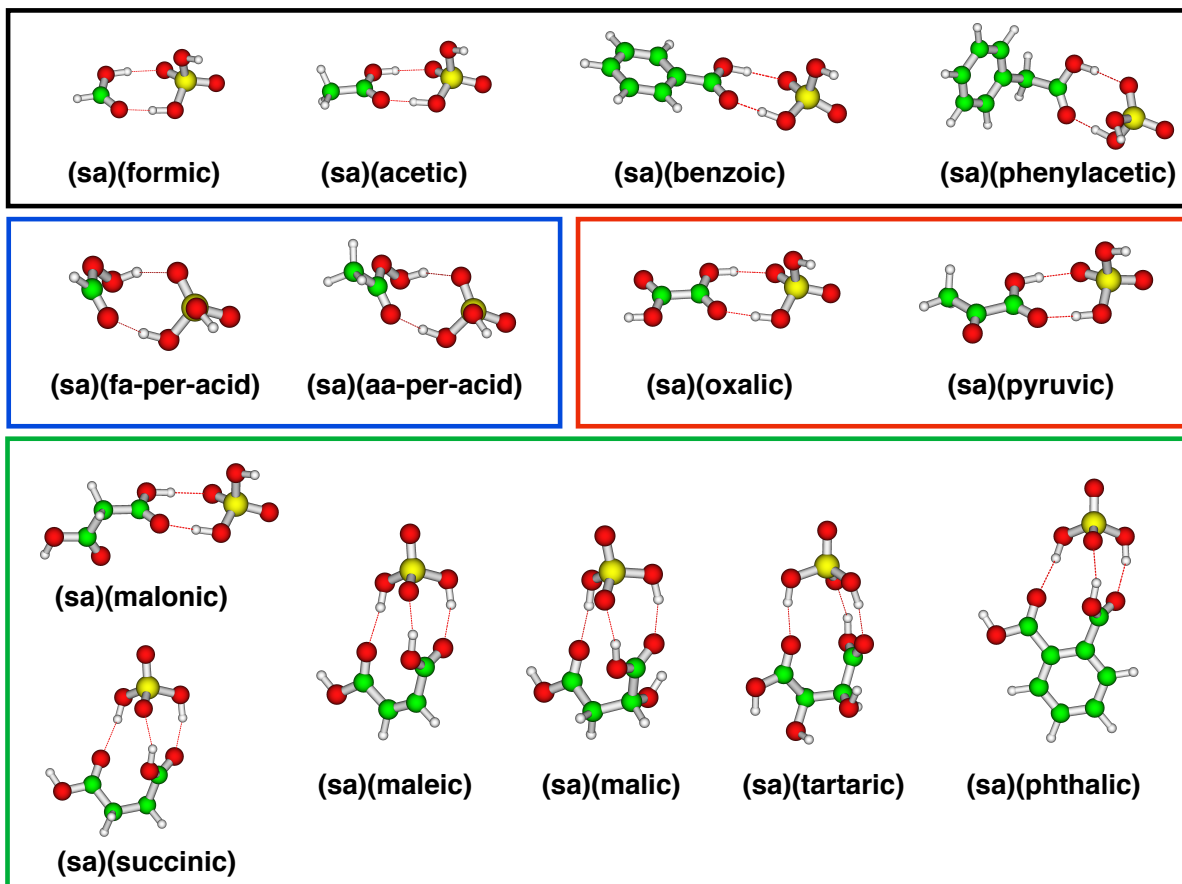 (sa)(formic)
(sa)(acetic)
(sa)(benzoic)
(sa)(phenylacetic)
(sa)(fa-per-acid)
(sa)(aa-per-acid)
(sa)(oxalic)
(sa)(pyruvic)
(sa)(malonic)
(sa)(succinic)
(sa)(maleic)
(sa)(malic)
(sa)(tartaric)
(sa)(phthalic)